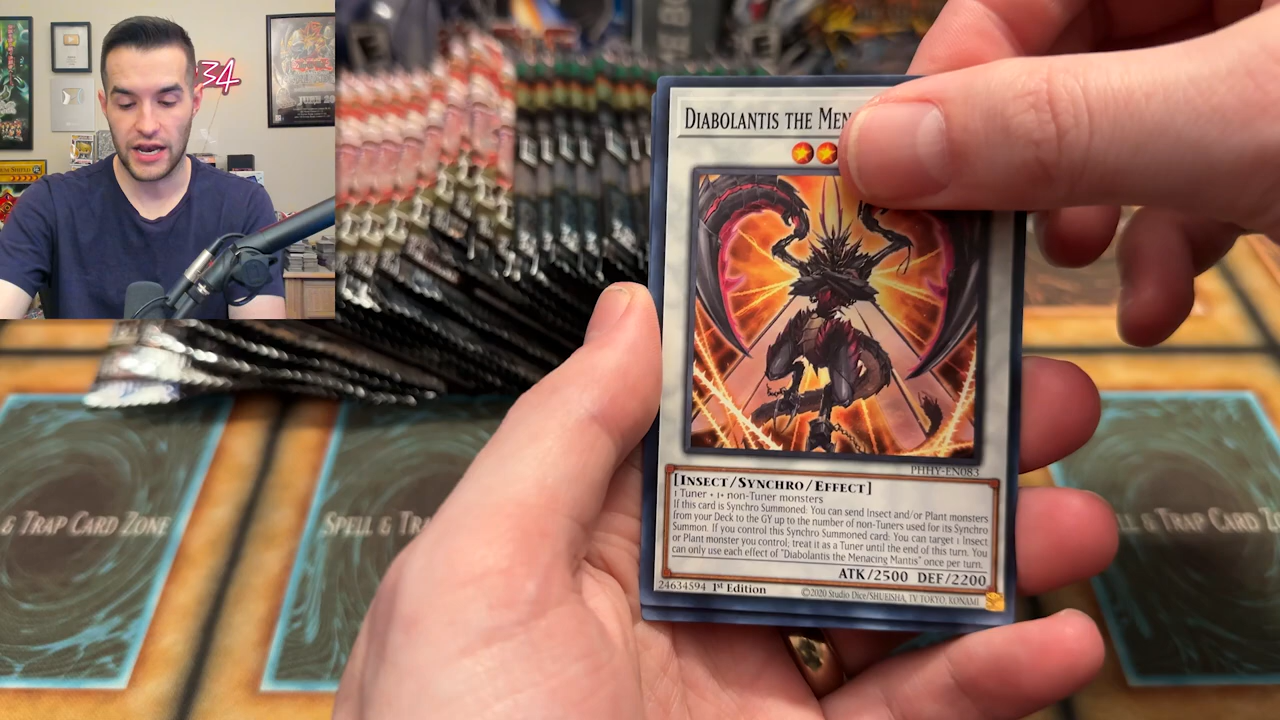 34
JUNE 20
DIABOLANTIS THE MEN
PHHY-EN083
[INSECT/SYNCHRO/EFFECT]
1 Tuner + 1+ non-Tuner monsters
If this card is Synchro Summoned: You can send Insect and/or Plant monsters
from your Deck to the GY up to the number of non-Tuners used for its Synchro
Summon. If you control this Synchro Summoned card: You can target 1 Insect
or Plant monster you control; treat it as a Tuner until the end of this turn. You
can only use each effect of "Diabolantis the Menacing Mantis" once per turn.
ATK/2500 DEF/2200
24634594 1st Edition ©2020 Studio Dice/SHUEISHA, TV TOKYO, KONAMI
& TRAP CARD ZONE
SPELL & TRA
LL & TRAP CARD Z